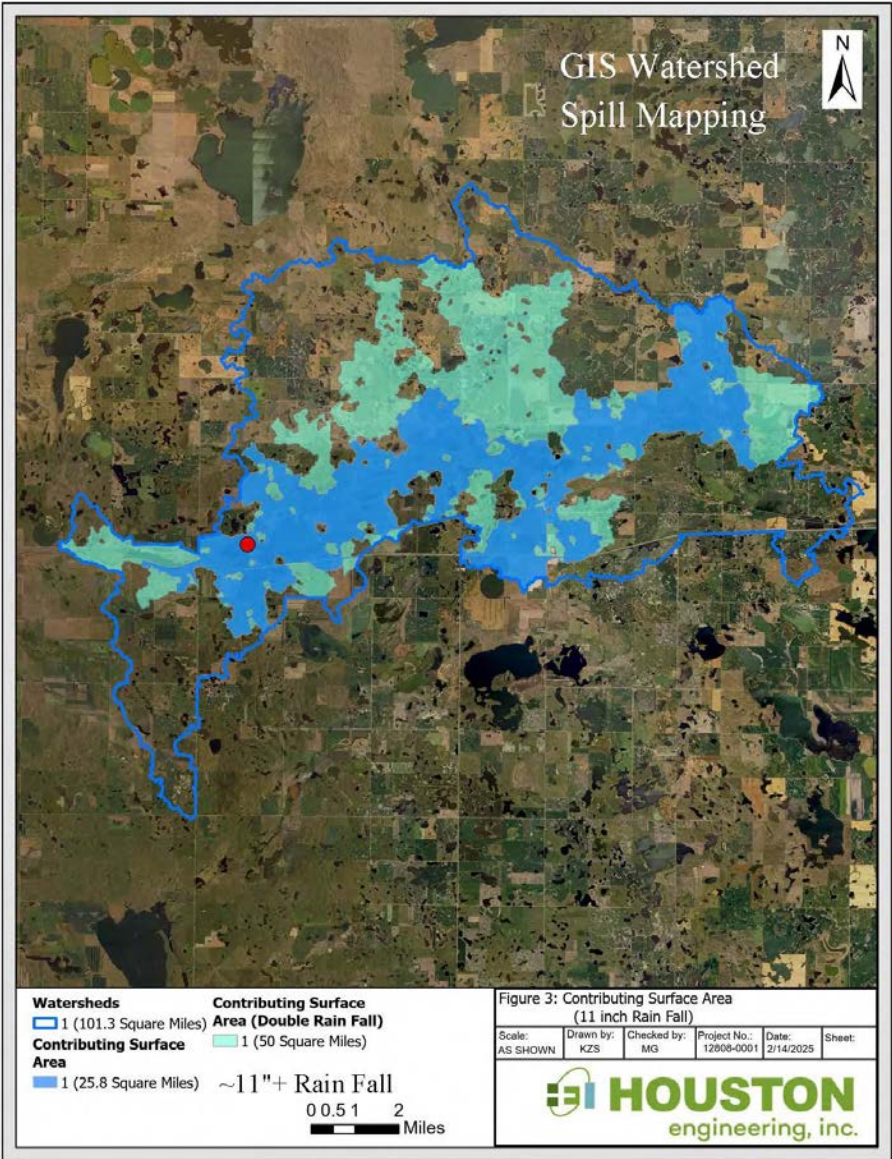 GIS Watershed
Spill Mapping
N
Watersheds
1 (101.3 Square Miles)
Contributing Surface
Area
1 (25.8 Square Miles)
Contributing Surface
Area (Double Rain Fall)
1 (50 Square Miles)
~11"+ Rain Fall
0 0.5 1 2
Miles
Figure 3: Contributing Surface Area
(11 inch Rain Fall)
Scale: AS SHOWN
Drawn by: KZS
Checked by: MG
Project No.: 12808-0001
Date: 2/14/2025
Sheet:
HOUSTON
engineering, inc.